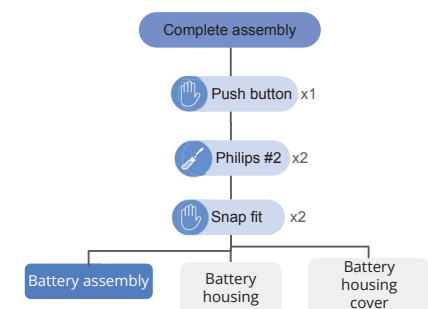 Complete assembly
Push button x1
Philips #2 x2
Snap fit x2
Battery assembly
Battery
housing
Battery
housing
cover